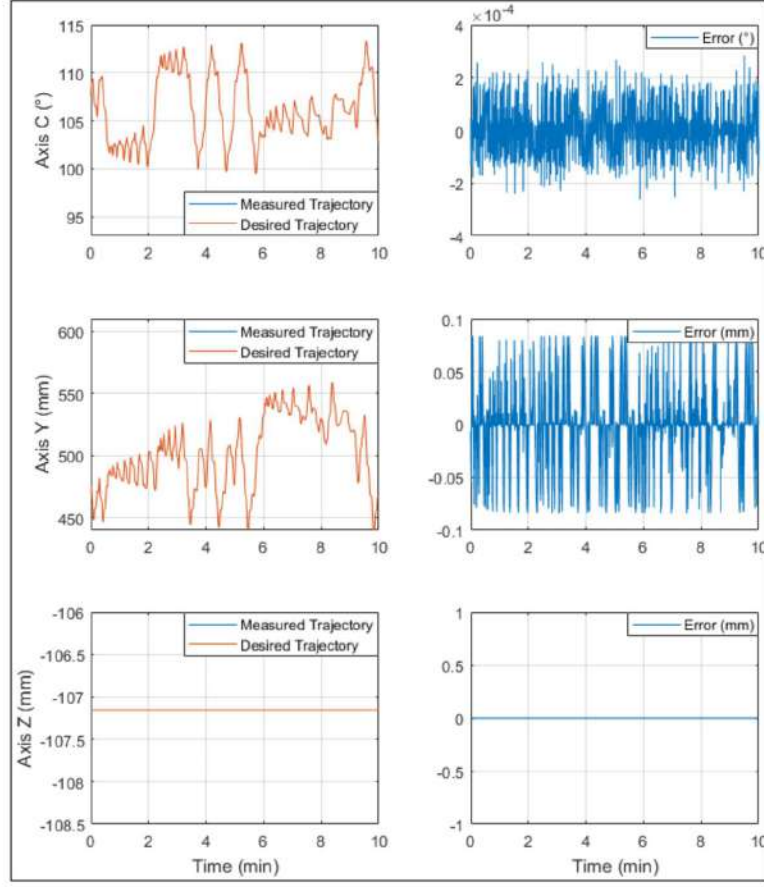 115
110
105
100
95
Axis C (°)
Measured Trajectory
Desired Trajectory
0 2 4 6 8 10
×10⁻⁴
4
2
0
-2
-4
Error (°)
0 2 4 6 8 10
600
550
500
450
Axis Y (mm)
Measured Trajectory
Desired Trajectory
0 2 4 6 8 10
0.1
0.05
0
-0.05
-0.1
Error (mm)
0 2 4 6 8 10
-106
-106.5
-107
-107.5
-108
-108.5
Axis Z (mm)
Measured Trajectory
Desired Trajectory
0 2 4 6 8 10
Time (min)
1
0.5
0
-0.5
-1
Error (mm)
0 2 4 6 8 10
Time (min)